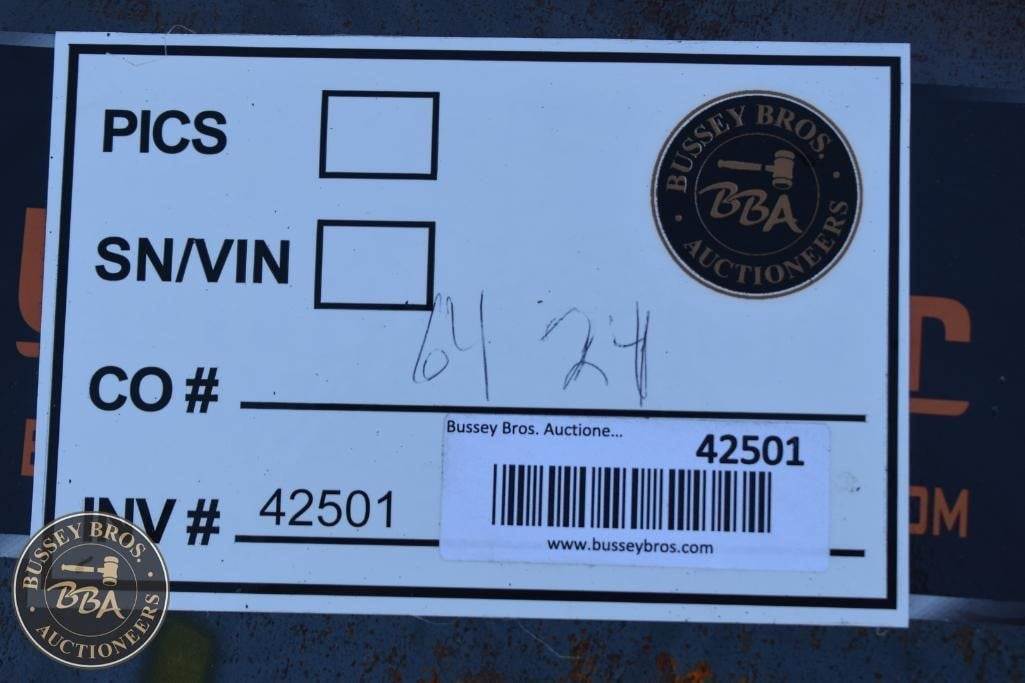 PICS
BUSSEY BROS.
BBA
AUCTIONEERS
SN/VIN
CO # 64 24
Bussey Bros. Auctione...
42501
INV # 42501
www.busseybros.com
BUSSEY BROS.
BBA
AUCTIONEERS